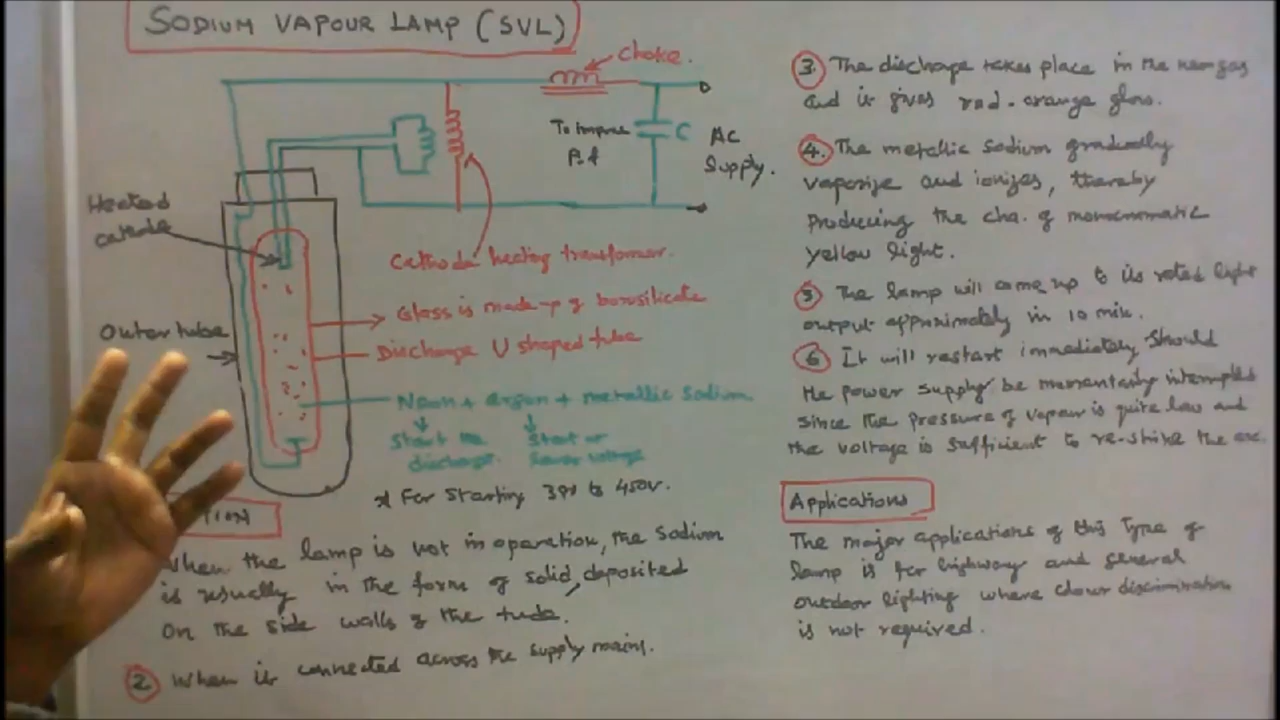 SODIUM VAPOUR LAMP (SVL)
Choke.
To Improve
P.f
C
AC
Supply.
Heated
cathode
Cathode heating transformer.
Glass is made-up of borosilicate
Outer tube
Discharge U shaped tube
Neon + argon + metallic sodium
Start the
discharge.
Start at
lower voltage
* For starting 380 to 450V.
TION
When the lamp is not in operation, the Sodium
is usually in the form of solid, deposited
on the side walls of the tube.
2 When it connected across the supply mains.
3. The discharge takes place in the neon gas
and it gives red-orange glow.
4. The metallic sodium gradually
vaporize and ionizes, thereby
producing the cha. of monocromatic
yellow light.
5 The lamp will come up to its rated light
output approximately in 10 min.
6 It will restart immediately should
the power supply be momentarily
since the pressure of vapour is quite low and
the voltage is sufficient to re-strike the arc.
Applications
The major applications of this type of
lamp is for highway and general
outdoor lighting where colour discrimination
is not required.